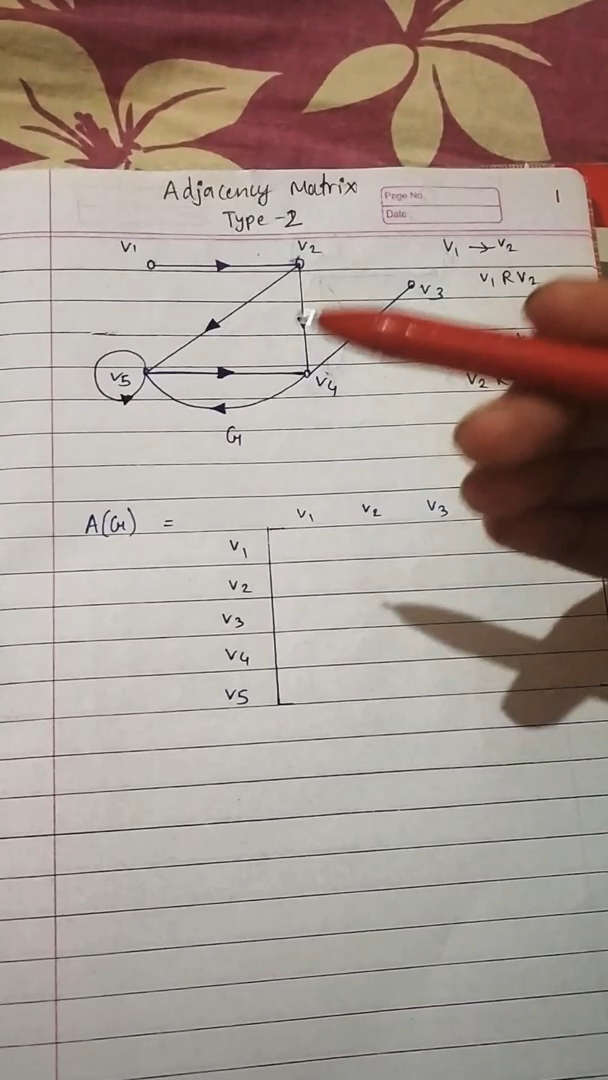 Adjacency Matrix
Type-2
Page No.
Date
1
V1
V2
V1 → V2
V3
V1 R V2
V5
V4
V2
G
A(G) =
V1 V2 V3
V1
V2
V3
V4
V5